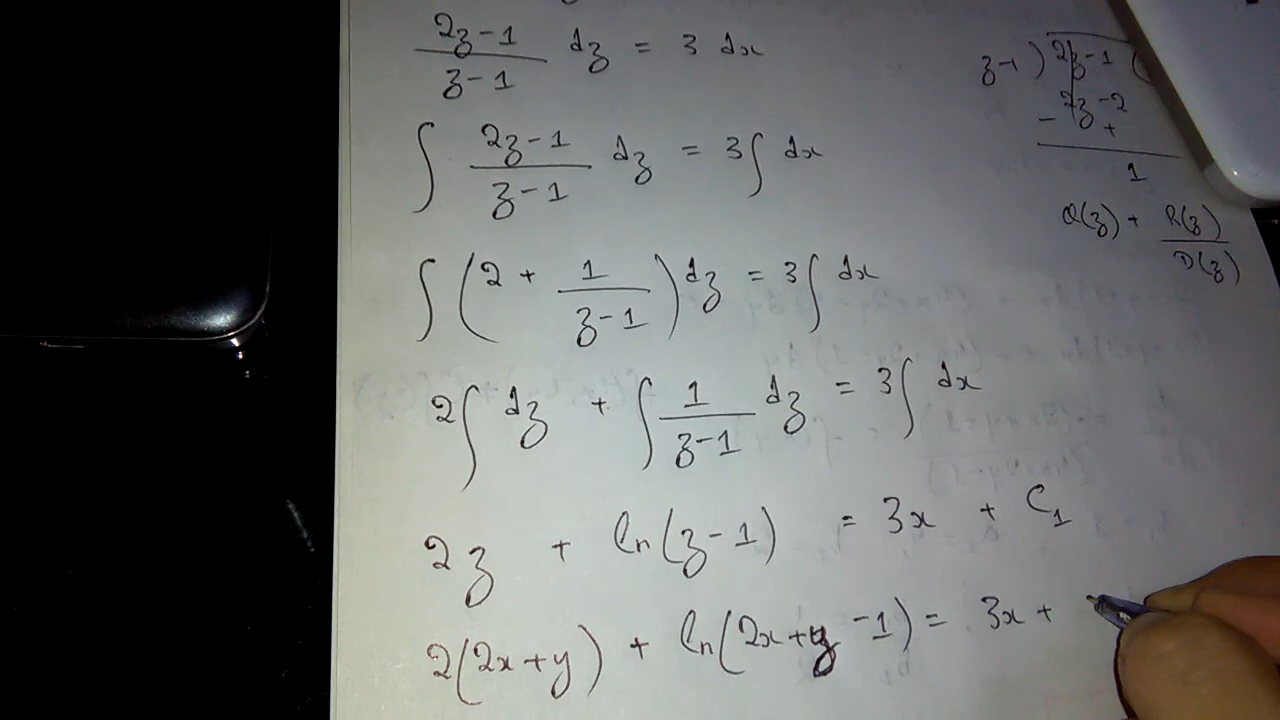 2z-1/z-1 dz = 3 dx
∫ 2z-1/z-1 dz = 3∫ dx
∫ (2 + 1/z-1) dz = 3∫ dx
2∫ dz + ∫ 1/z-1 dz = 3∫ dx
2z + ln(z-1) = 3x + C₁
2(2x+y) + ln(2x+y-1) = 3x +
z-1 ) 2z-1 (
- 2z -2
+
1
Q(z) + R(z)/D(z)